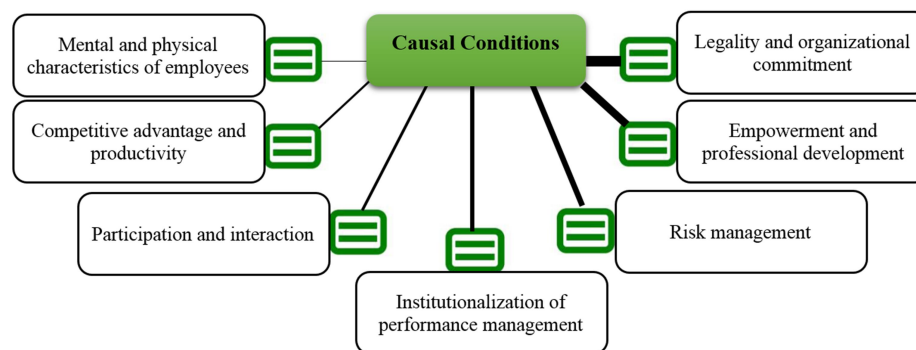 Mental and physical
characteristics of employees
Causal Conditions
Legality and organizational
commitment
Competitive advantage and
productivity
Empowerment and
professional development
Participation and interaction
Risk management
Institutionalization of
performance management